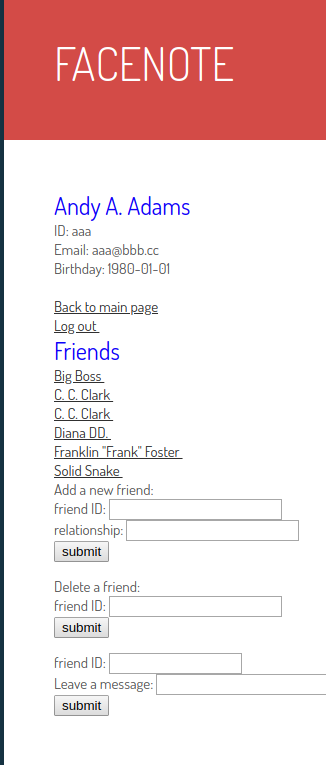 FACENOTE
Andy A. Adams
ID: aaa
Email: aaa@bbb.cc
Birthday: 1980-01-01
Back to main page
Log out
Friends
Big Boss
C. C. Clark
C. C. Clark
Diana DD.
Franklin "Frank" Foster
Solid Snake
Add a new friend:
friend ID:
relationship:
submit
Delete a friend:
friend ID:
submit
friend ID:
Leave a message:
submit